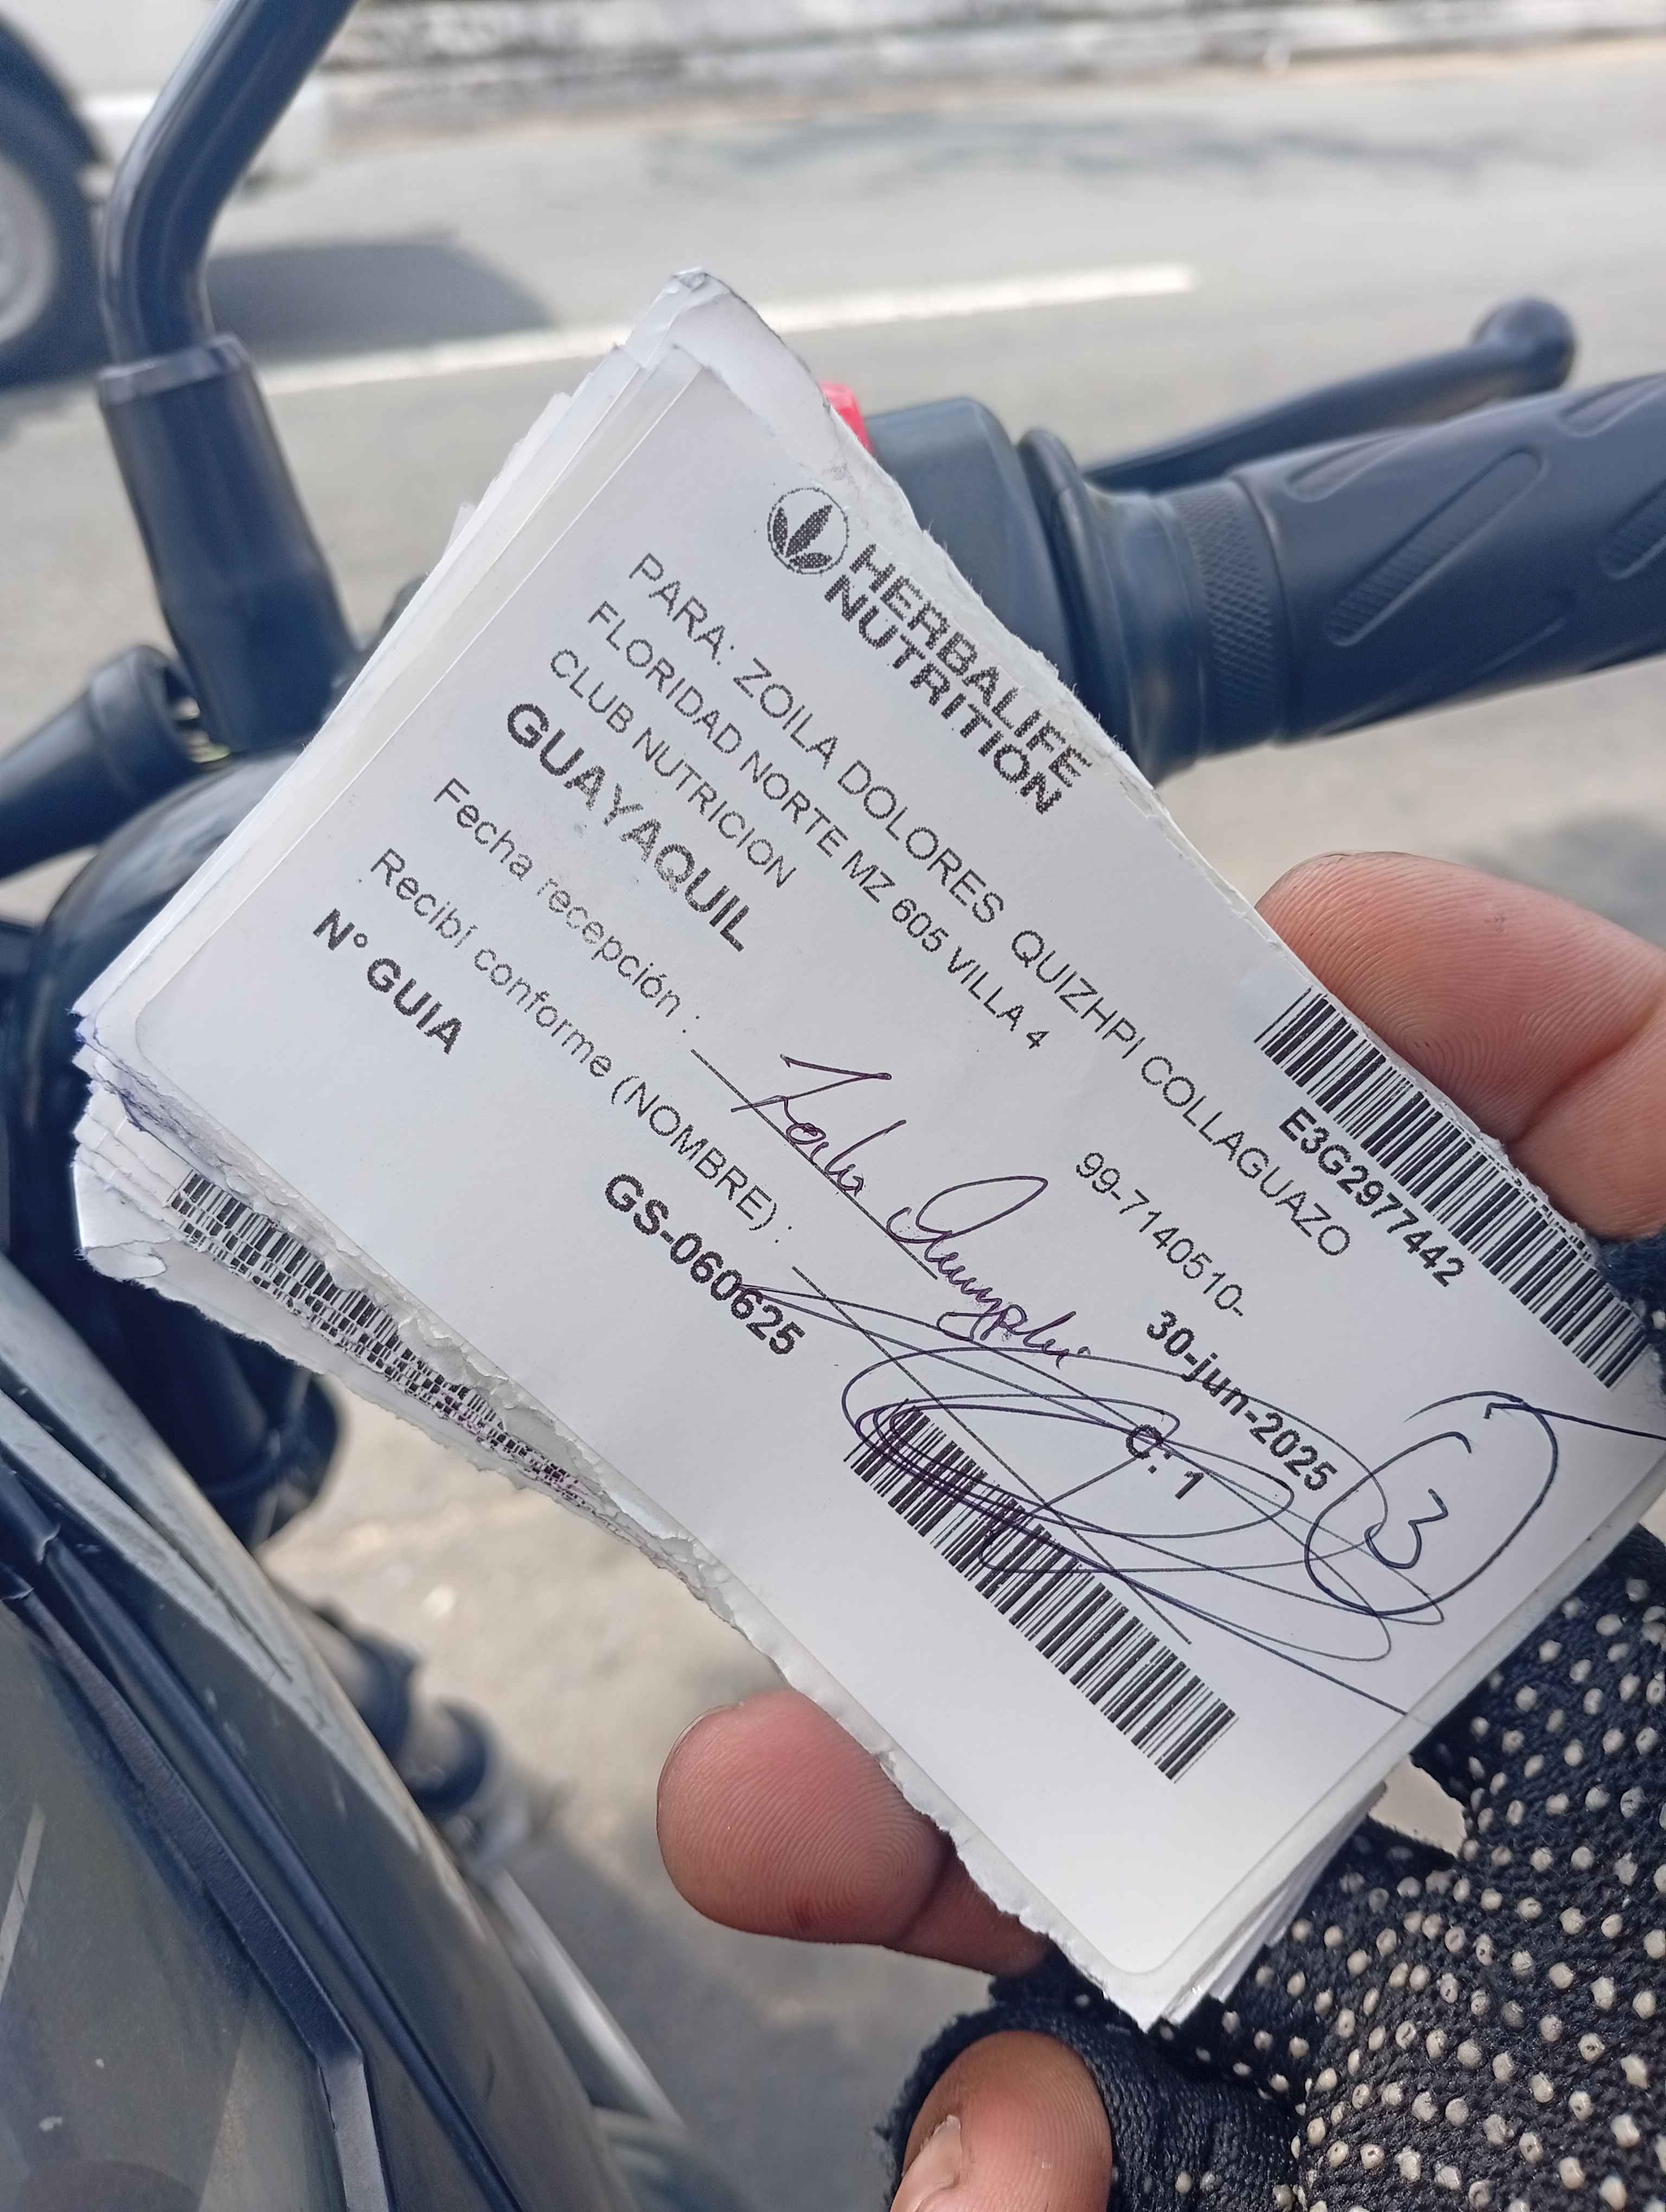 HERBALIFE
NUTRITION
E3G2977442
PARA: ZOILA DOLORES QUIZHPI COLLAGUAZO
FLORIDAD NORTE MZ 605 VILLA 4
99-7140510-
CLUB NUTRICION
GUAYAQUIL
30-jun-2025
Fecha recepción :
Zoila
C: 1
3
Recibí conforme (NOMBRE) :
N° GUIA
GS-060625